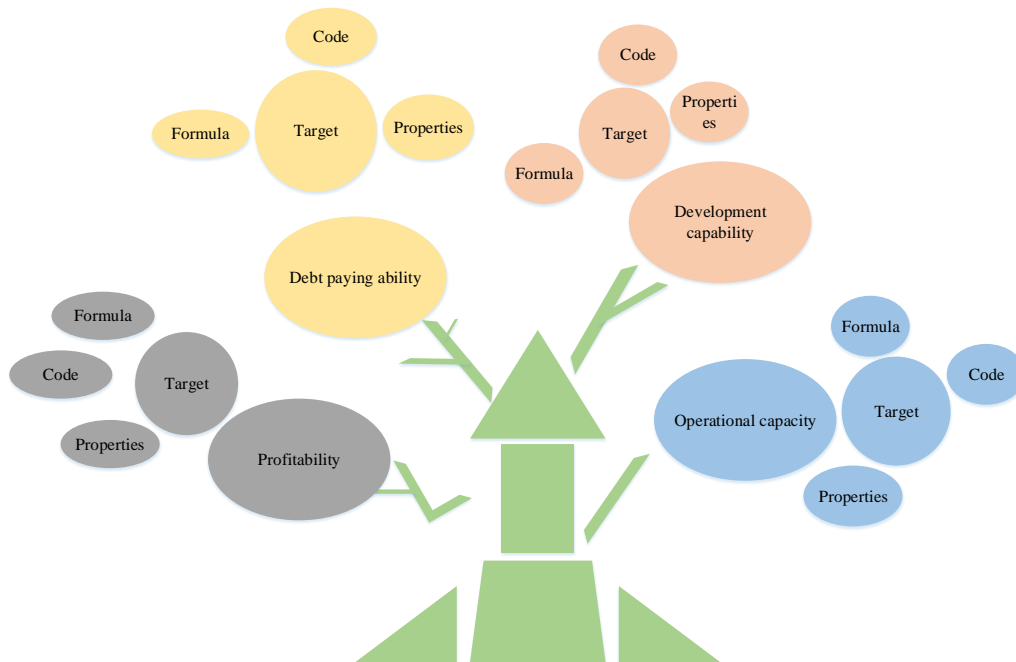 Code
Formula
Target
Properties
Debt paying ability
Code
Properti
es
Target
Formula
Development
capability
Formula
Code
Target
Properties
Profitability
Formula
Code
Operational capacity
Target
Properties